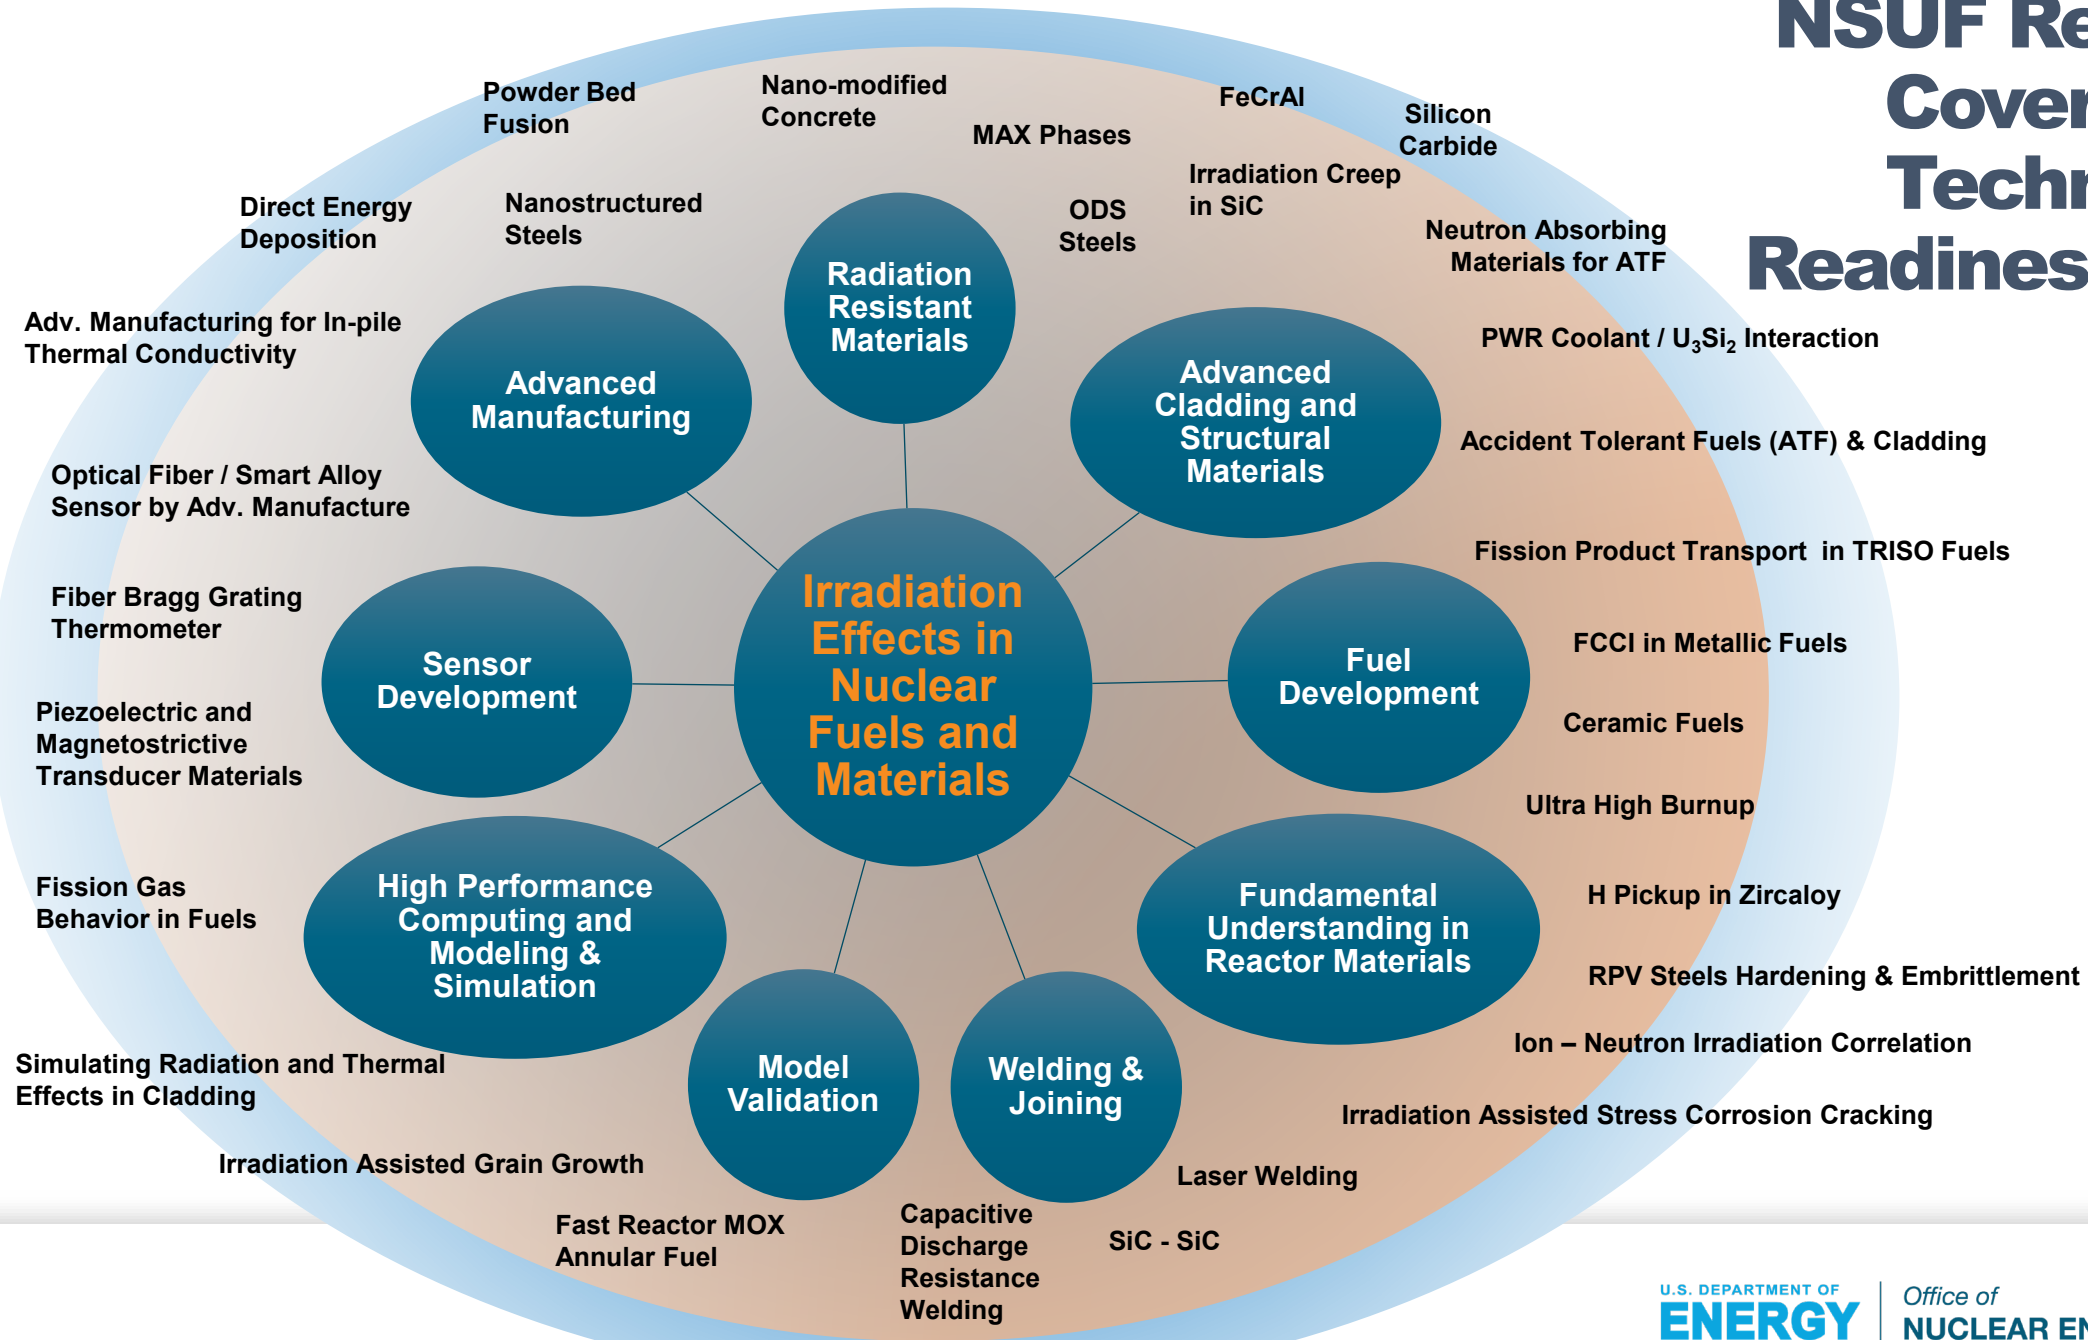 NSUF Re
Cover
Techn
Readines
Powder Bed
Fusion
Nano-modified
Concrete
MAX Phases
FeCrAl
Silicon
Carbide
Direct Energy
Deposition
Nanostructured
Steels
ODS
Steels
Irradiation Creep
in SiC
Neutron Absorbing
Materials for ATF
Radiation
Resistant
Materials
Adv. Manufacturing for In-pile
Thermal Conductivity
Advanced
Manufacturing
Advanced
Cladding and
Structural
Materials
PWR Coolant / U₃Si₂ Interaction
Accident Tolerant Fuels (ATF) & Cladding
Optical Fiber / Smart Alloy
Sensor by Adv. Manufacture
Fission Product Transport in TRISO Fuels
Fiber Bragg Grating
Thermometer
Sensor
Development
Irradiation
Effects in
Nuclear
Fuels and
Materials
Fuel
Development
FCCI in Metallic Fuels
Ceramic Fuels
Ultra High Burnup
Piezoelectric and
Magnetostrictive
Transducer Materials
Fission Gas
Behavior in Fuels
High Performance
Computing and
Modeling &
Simulation
Fundamental
Understanding in
Reactor Materials
H Pickup in Zircaloy
RPV Steels Hardening & Embrittlement
Ion – Neutron Irradiation Correlation
Irradiation Assisted Stress Corrosion Cracking
Simulating Radiation and Thermal
Effects in Cladding
Model
Validation
Welding &
Joining
Irradiation Assisted Grain Growth
Laser Welding
Fast Reactor MOX
Annular Fuel
Capacitive
Discharge
Resistance
Welding
SiC - SiC
U.S. DEPARTMENT OF
ENERGY
Office of
NUCLEAR EN